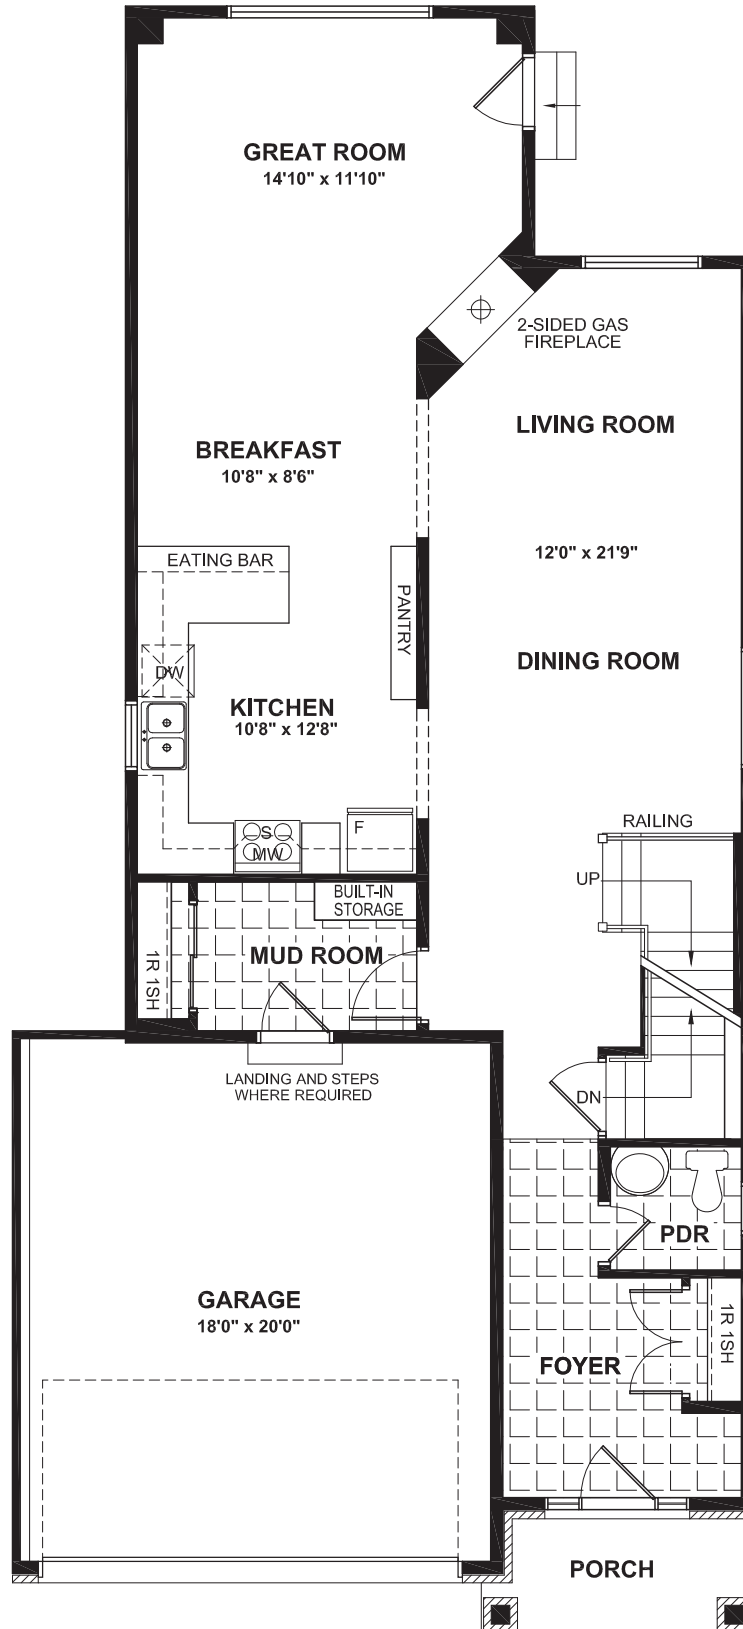 GREAT ROOM
14'10" x 11'10"
2-SIDED GAS
FIREPLACE
LIVING ROOM
BREAKFAST
10'8" x 8'6"
12'0" x 21'9"
EATING BAR
PANTRY
DINING ROOM
DW
KITCHEN
10'8" x 12'8"
RAILING
S
F
MW
UP
BUILT-IN
STORAGE
MUD ROOM
1R 1SH
LANDING AND STEPS
WHERE REQUIRED
DN
PDR
GARAGE
18'0" x 20'0"
1R 1SH
FOYER
PORCH